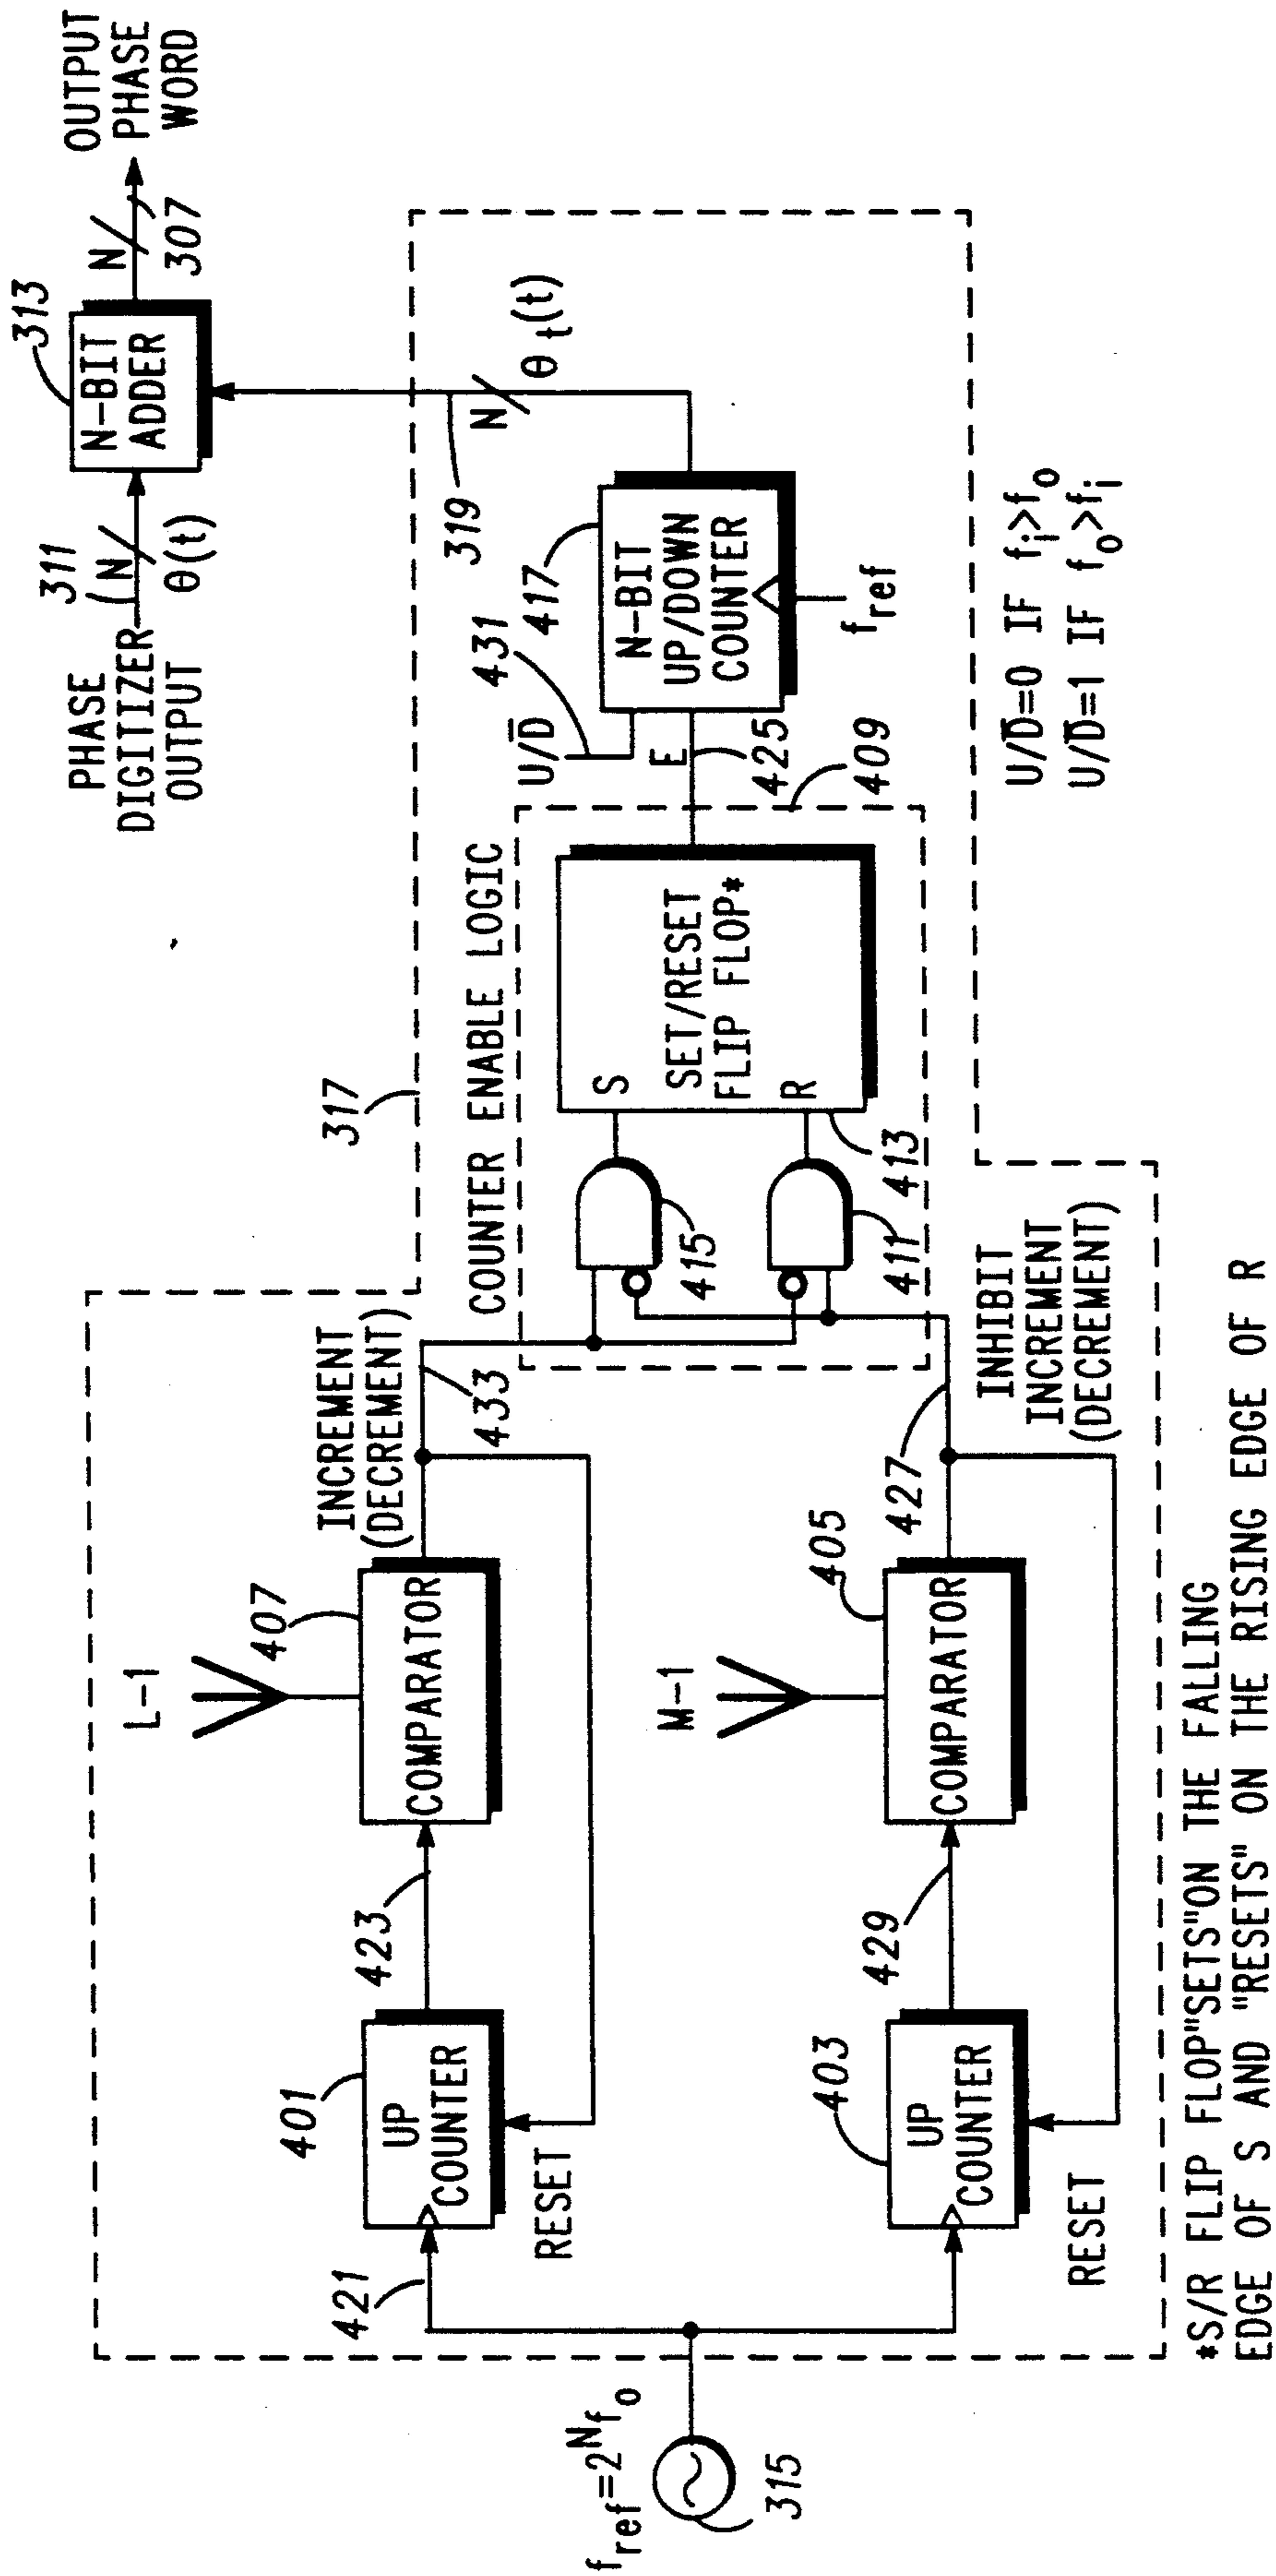 PHASE
DIGITIZER
OUTPUT
311
N
θ(t)
313
N-BIT
ADDER
N
307
OUTPUT
PHASE
WORD
317
319
N
θt(t)
COUNTER ENABLE LOGIC
L-1
407
INCREMENT
(DECREMENT)
433
401
UP
COUNTER
423
COMPARATOR
421
RESET
S
SET/RESET
FLIP FLOP*
R
415
411
413
409
U/D̅
431
E
425
417
N-BIT
UP/DOWN
COUNTER
fref
fref=2ᴺfo
315
M-1
405
403
UP
COUNTER
429
COMPARATOR
427
RESET
INHIBIT
INCREMENT
(DECREMENT)
U/D̅=0 IF fi>fo
U/D̅=1 IF fo>fi
*S/R FLIP FLOP"SETS"ON THE FALLING
EDGE OF S AND "RESETS" ON THE RISING EDGE OF R